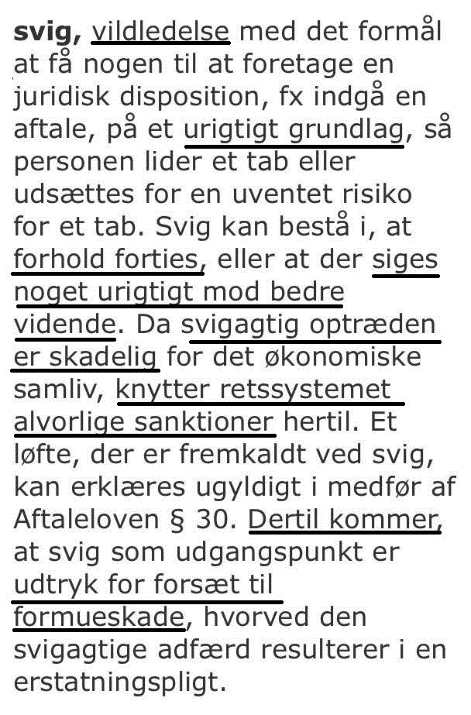 svig, vildledelse med det formål
at få nogen til at foretage en
juridisk disposition, fx indgå en
aftale, på et urigtigt grundlag, så
personen lider et tab eller
udsættes for en uventet risiko
for et tab. Svig kan bestå i, at
forhold forties, eller at der siges
noget urigtigt mod bedre
vidende. Da svigagtig optræden
er skadelig for det økonomiske
samliv, knytter retssystemet
alvorlige sanktioner hertil. Et
løfte, der er fremkaldt ved svig,
kan erklæres ugyldigt i medfør af
Aftaleloven § 30. Dertil kommer,
at svig som udgangspunkt er
udtryk for forsæt til
formueskade, hvorved den
svigagtige adfærd resulterer i en
erstatningspligt.